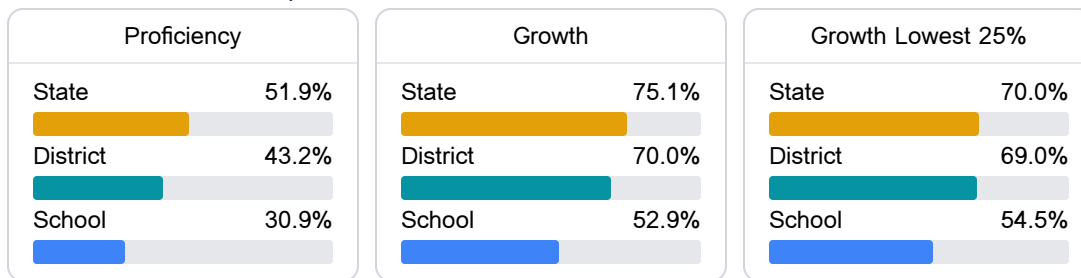 Proficiency
State 51.9%
District 43.2%
School 30.9%
Growth
State 75.1%
District 70.0%
School 52.9%
Growth Lowest 25%
State 70.0%
District 69.0%
School 54.5%